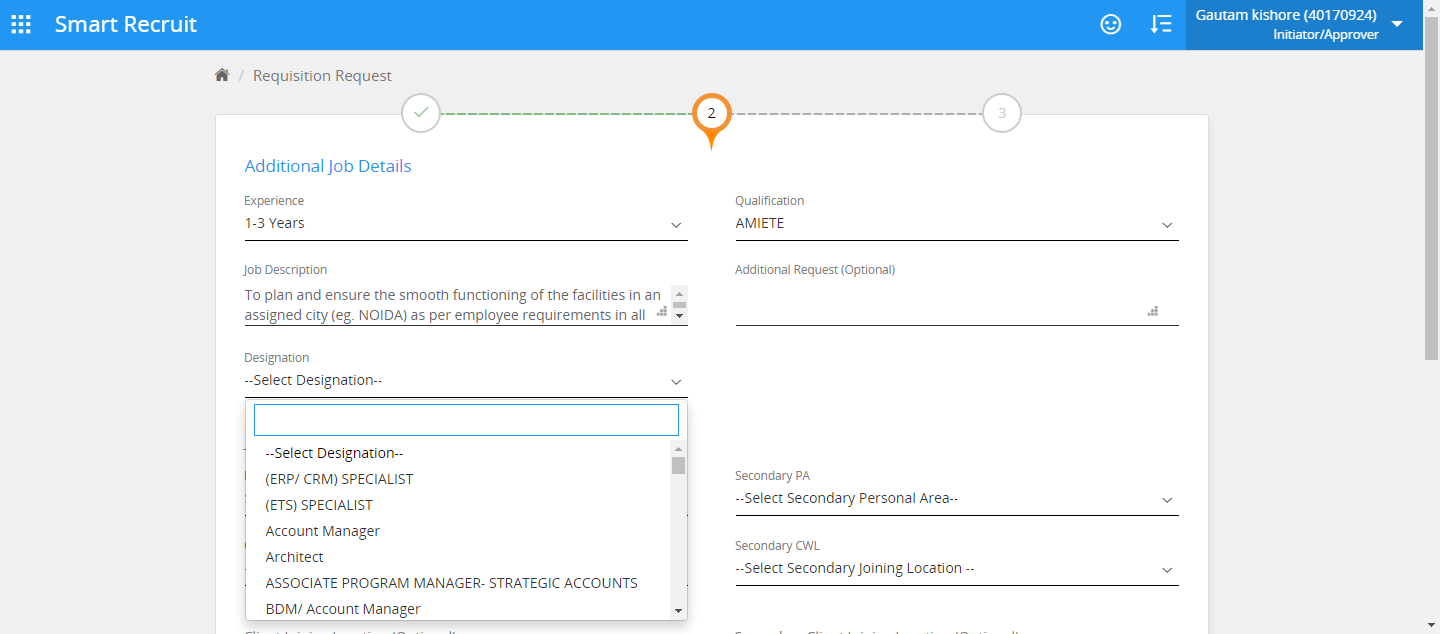 Smart Recruit
Gautam kishore (40170924)
Initiator/Approver
/ Requisition Request
2
3
Additional Job Details
Experience
1-3 Years
Qualification
AMIETE
Job Description
To plan and ensure the smooth functioning of the facilities in an
assigned city (eg. NOIDA) as per employee requirements in all
Additional Request (Optional)
Designation
--Select Designation--
--Select Designation--
(ERP/ CRM) SPECIALIST
(ETS) SPECIALIST
Account Manager
Architect
ASSOCIATE PROGRAM MANAGER- STRATEGIC ACCOUNTS
BDM/ Account Manager
Secondary PA
--Select Secondary Personal Area--
Secondary CWL
--Select Secondary Joining Location --